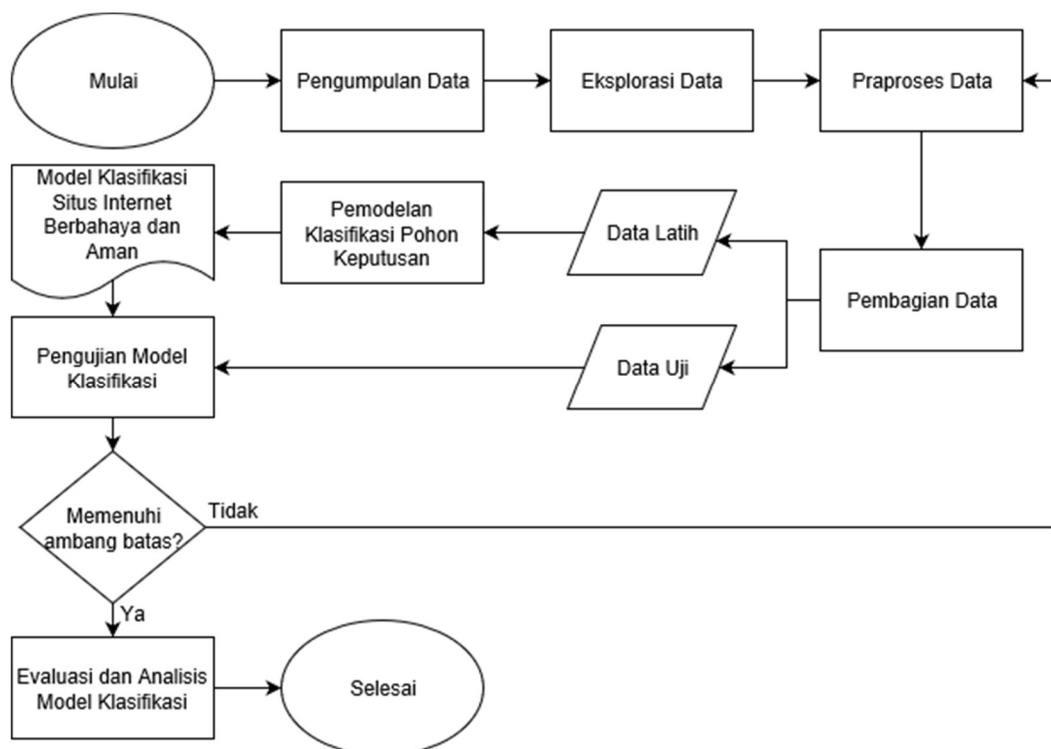 Mulai
Pengumpulan Data
Eksplorasi Data
Praproses Data
Model Klasifikasi
Situs Internet
Berbahaya dan
Aman
Pemodelan
Klasifikasi Pohon
Keputusan
Data Latih
Pembagian Data
Pengujian Model
Klasifikasi
Data Uji
Memenuhi
ambang batas?
Tidak
Ya
Evaluasi dan Analisis
Model Klasifikasi
Selesai